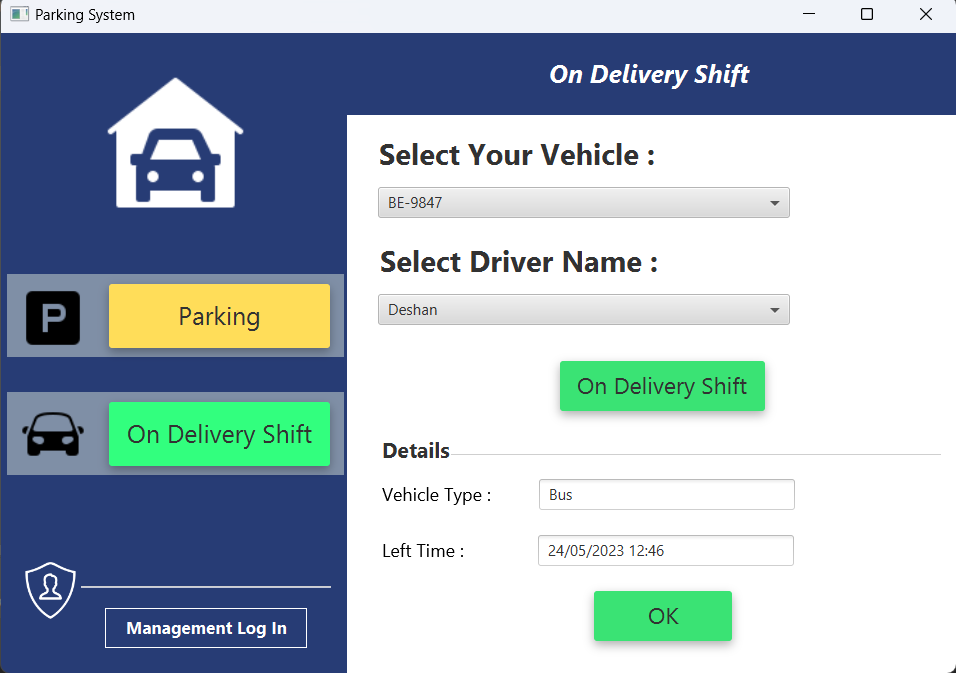 Parking System
On Delivery Shift
Select Your Vehicle :
BE-9847
Select Driver Name :
Deshan
P
Parking
On Delivery Shift
On Delivery Shift
Details
Vehicle Type :
Bus
Left Time :
24/05/2023 12:46
OK
Management Log In